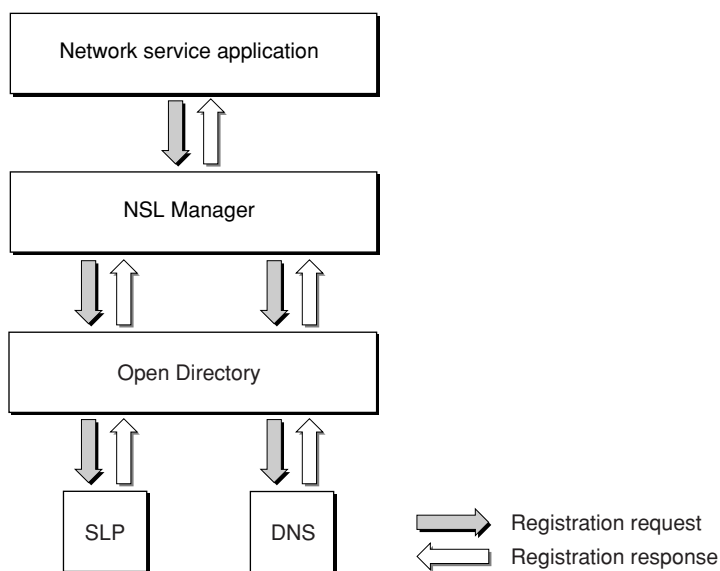 Network service application
NSL Manager
Open Directory
SLP
DNS
Registration request
Registration response